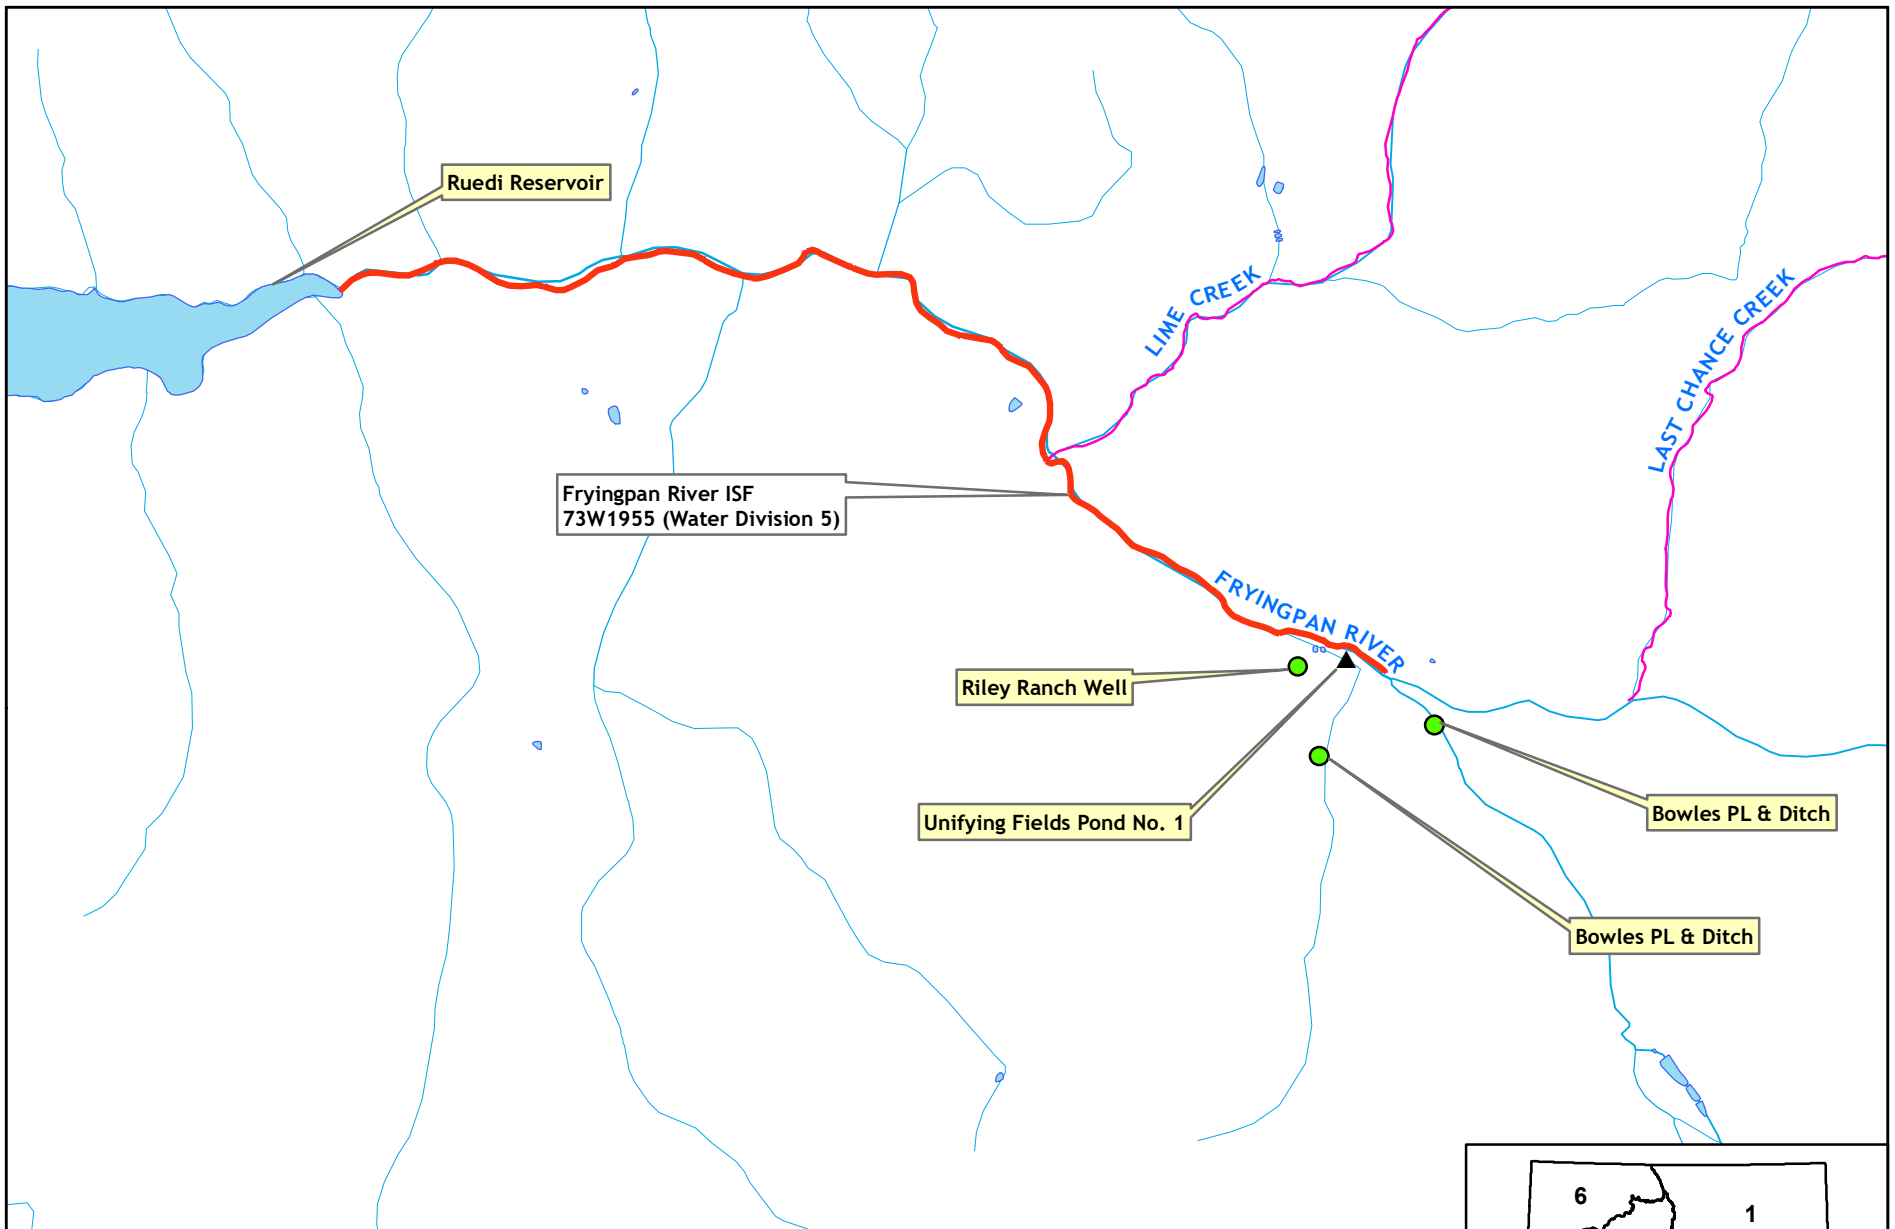 Ruedi Reservoir
LIME CREEK
LAST CHANCE CREEK
Fryingpan River ISF
73W1955 (Water Division 5)
FRYINGPAN RIVER
Riley Ranch Well
Unifying Fields Pond No. 1
Bowles PL & Ditch
Bowles PL & Ditch
6
1